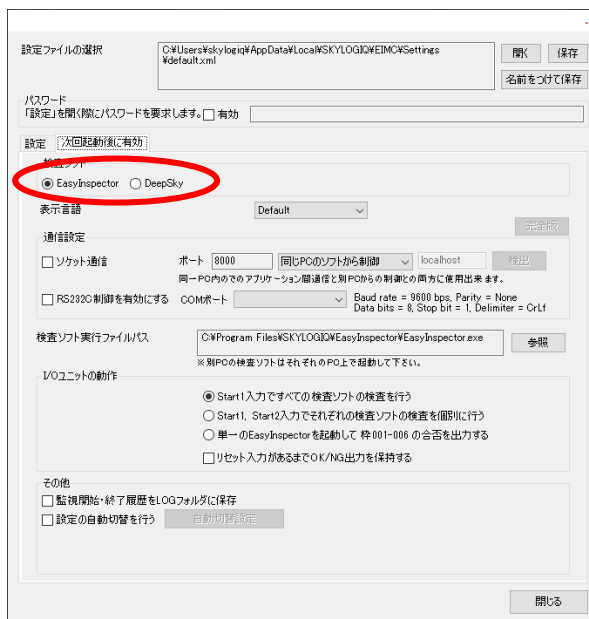 設定ファイルの選択
C:¥Users¥skylogiq¥AppData¥Local¥SKYLOGIQ¥EIMC¥Settings
¥default.xml
開く
保存
名前をつけて保存
パスワード
「設定」を開く際にパスワードを要求します。
有効
設定
次回起動後に有効
検査ソフト
EasyInspector
DeepSky
表示言語
Default
完全版
通信設定
ソケット通信
ポート
8000
同じPCのソフトから制御
localhost
検出
同一PC内のでのアプリケーション間通信と別PCからの制御との両方に使用出来ます。
RS232C制御を有効にする
COMポート
Baud rate = 9600 bps, Parity = None
Data bits = 8, Stop bit = 1, Delimiter = CrLf
検査ソフト実行ファイルパス
C:¥Program Files¥SKYLOGIQ¥EasyInspector¥EasyInspector.exe
参照
※別PCの検査ソフトはそれぞれのPC上で起動して下さい。
I/Oユニットの動作
Start1入力ですべての検査ソフトの検査を行う
Start1, Start2入力でそれぞれの検査ソフトの検査を個別に行う
単一のEasyInspectorを起動して 枠001-006 の合否を出力する
リセット入力があるまでOK/NG出力を保持する
その他
監視開始・終了履歴をLOGフォルダに保存
設定の自動切替を行う
自動切替設定
閉じる